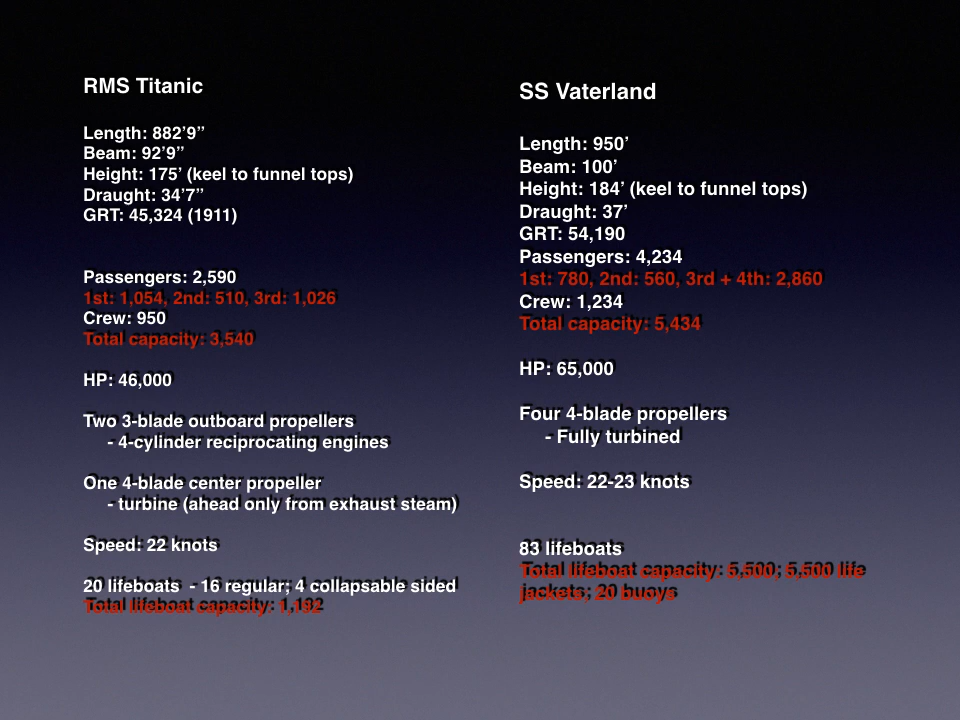 RMS Titanic
Length: 882’9”
Beam: 92’9”
Height: 175’ (keel to funnel tops)
Draught: 34’7”
GRT: 45,324 (1911)
Passengers: 2,590
1st: 1,054, 2nd: 510, 3rd: 1,026
Crew: 950
Total capacity: 3,540
HP: 46,000
Two 3-blade outboard propellers
- 4-cylinder reciprocating engines
One 4-blade center propeller
- turbine (ahead only from exhaust steam)
Speed: 22 knots
20 lifeboats - 16 regular; 4 collapsable sided
Total lifeboat capacity: 1,182
SS Vaterland
Length: 950’
Beam: 100’
Height: 184’ (keel to funnel tops)
Draught: 37’
GRT: 54,190
Passengers: 4,234
1st: 780, 2nd: 560, 3rd + 4th: 2,860
Crew: 1,234
Total capacity: 5,434
HP: 65,000
Four 4-blade propellers
- Fully turbined
Speed: 22-23 knots
83 lifeboats
Total lifeboat capacity: 5,500; 5,500 life
jackets; 20 buoys